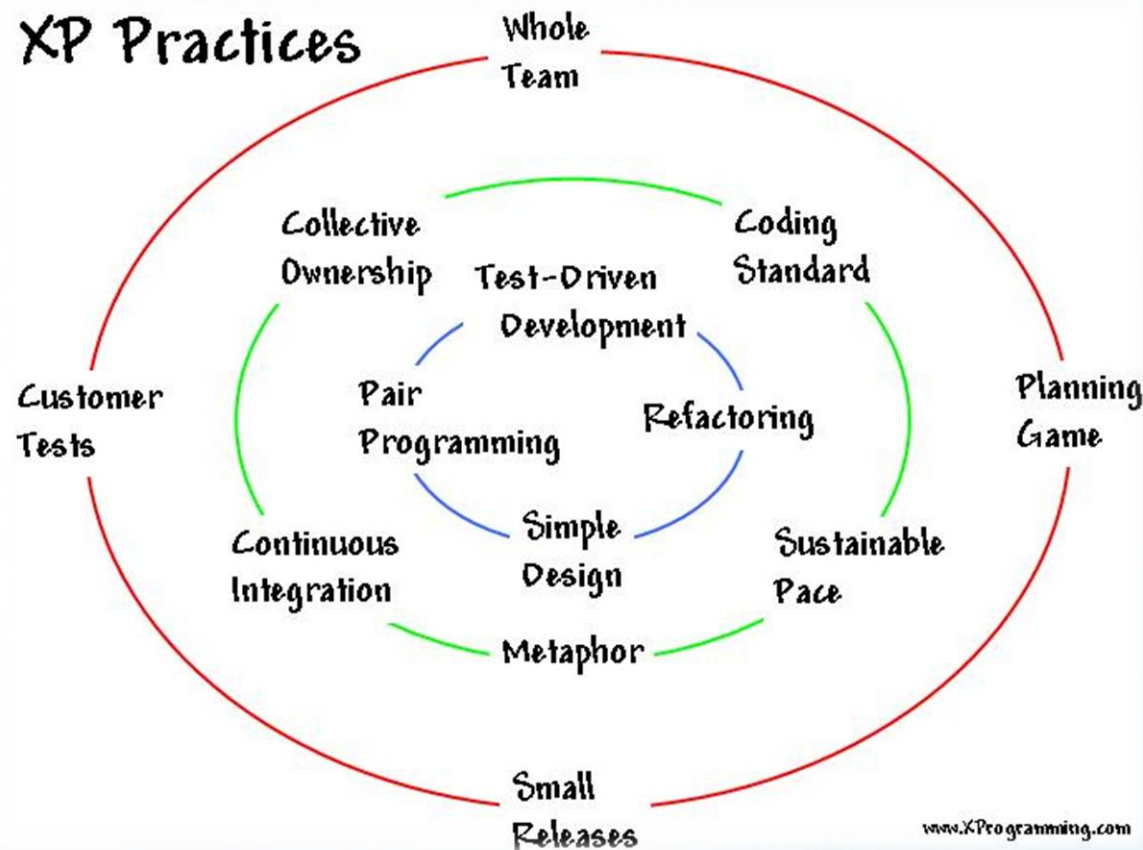 XP Practices
Whole
Team
Collective
Ownership
Coding
Standard
Test-Driven
Development
Customer
Tests
Pair
Programming
Refactoring
Planning
Game
Continuous
Integration
Simple
Design
Sustainable
Pace
Metaphor
Small
Releases
www.XProgramming.com